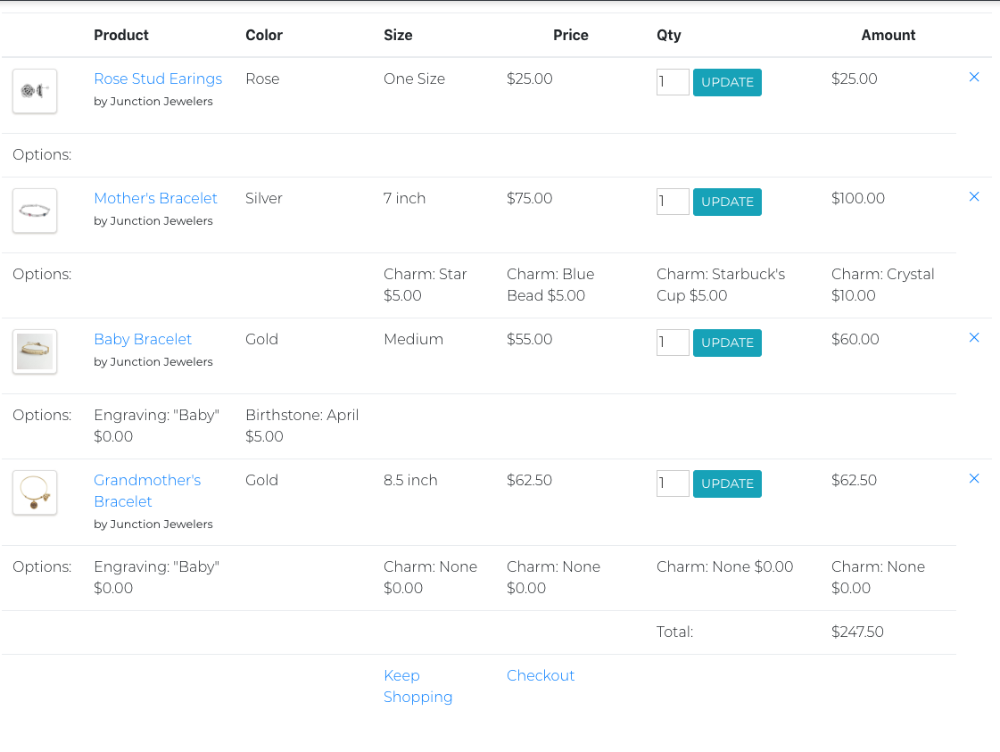 Product Color Size Price Qty Amount
Rose Stud Earings Rose One Size $25.00 1 UPDATE $25.00 ×
by Junction Jewelers
Options:
Mother's Bracelet Silver 7 inch $75.00 1 UPDATE $100.00 ×
by Junction Jewelers
Options: Charm: Star Charm: Blue Charm: Starbuck's Charm: Crystal
$5.00 Bead $5.00 Cup $5.00 $10.00
Baby Bracelet Gold Medium $55.00 1 UPDATE $60.00 ×
by Junction Jewelers
Options: Engraving: "Baby" Birthstone: April
$0.00 $5.00
Grandmother's Gold 8.5 inch $62.50 1 UPDATE $62.50 ×
Bracelet
by Junction Jewelers
Options: Engraving: "Baby" Charm: None Charm: None Charm: None $0.00 Charm: None
$0.00 $0.00 $0.00 $0.00
Total: $247.50
Keep Checkout
Shopping